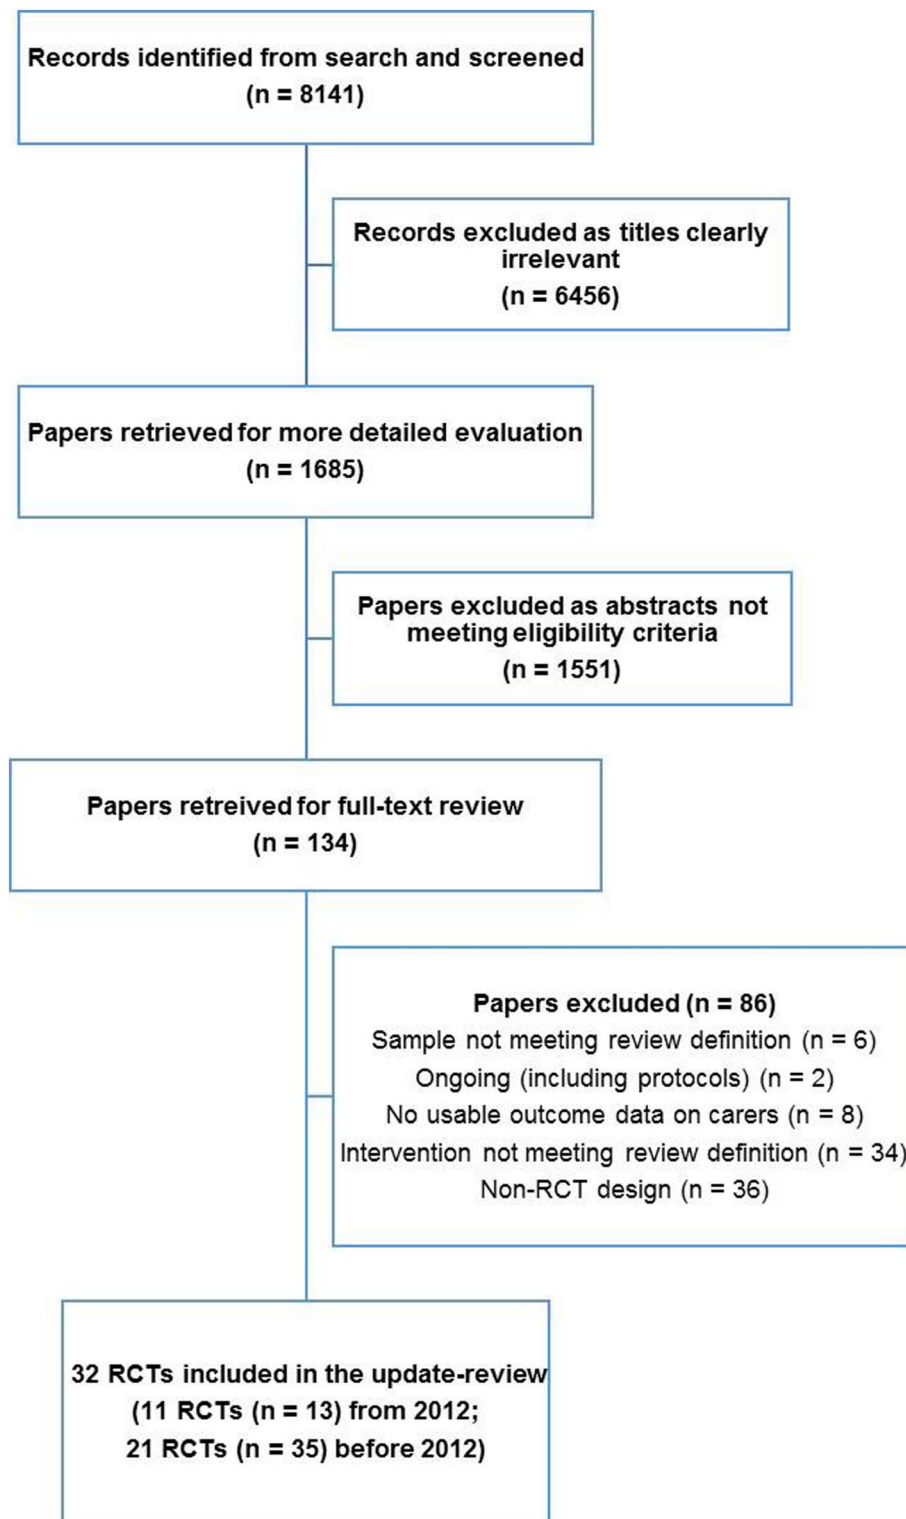 Records identified from search and screened
(n = 8141)
Records excluded as titles clearly
irrelevant
(n = 6456)
Papers retrieved for more detailed evaluation
(n = 1685)
Papers excluded as abstracts not
meeting eligibility criteria
(n = 1551)
Papers retreived for full-text review
(n = 134)
Papers excluded (n = 86)
Sample not meeting review definition (n = 6)
Ongoing (including protocols) (n = 2)
No usable outcome data on carers (n = 8)
Intervention not meeting review definition (n = 34)
Non-RCT design (n = 36)
32 RCTs included in the update-review
(11 RCTs (n = 13) from 2012;
21 RCTs (n = 35) before 2012)